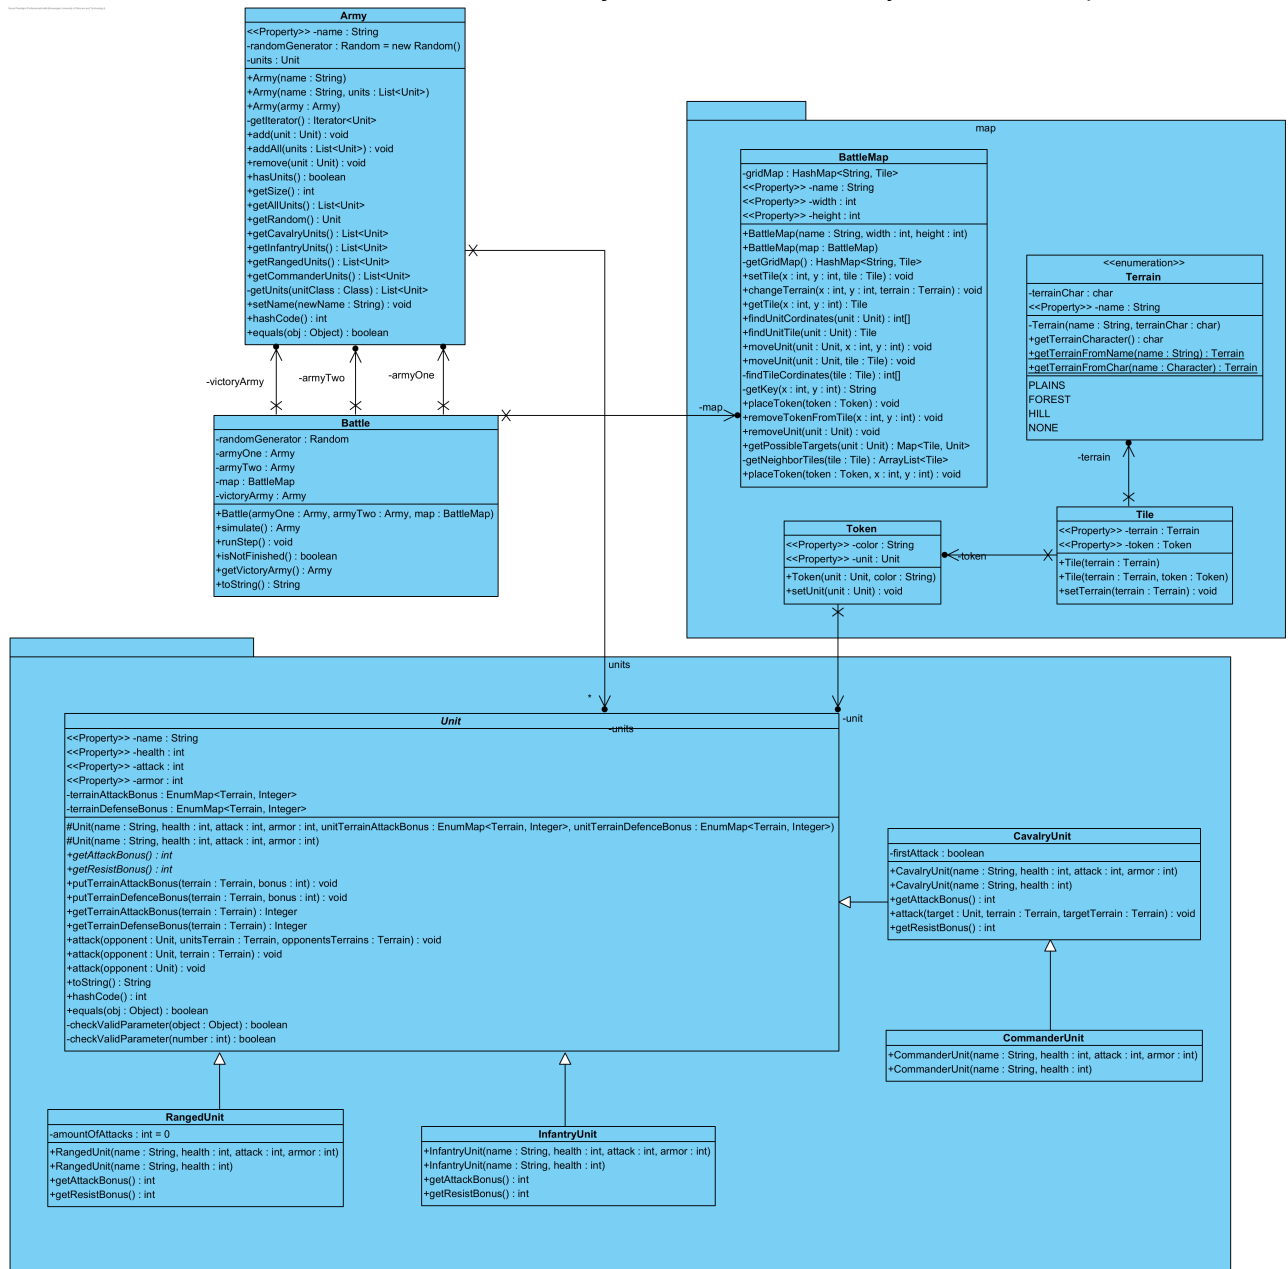 Army
<<Property>> -name : String
-randomGenerator : Random = new Random()
-units : Unit
+Army(name : String)
+Army(name : String, units : List<Unit>)
+Army(army : Army)
-getIterator() : Iterator<Unit>
+add(unit : Unit) : void
+addAll(units : List<Unit>) : void
+remove(unit : Unit) : void
+hasUnits() : boolean
+getSize() : int
+getAllUnits() : List<Unit>
+getRandom() : Unit
+getCavalryUnits() : List<Unit>
+getInfantryUnits() : List<Unit>
+getRangedUnits() : List<Unit>
+getCommanderUnits() : List<Unit>
-getUnits(unitClass : Class) : List<Unit>
+setName(newName : String) : void
+hashCode() : int
+equals(obj : Object) : boolean
-victoryArmy
-armyTwo
-armyOne
Battle
-randomGenerator : Random
-armyOne : Army
-armyTwo : Army
-map : BattleMap
-victoryArmy : Army
+Battle(armyOne : Army, armyTwo : Army, map : BattleMap)
+simulate() : Army
+runStep() : void
+isNotFinished() : boolean
+getVictoryArmy() : Army
+toString() : String
map
BattleMap
-gridMap : HashMap<String, Tile>
<<Property>> -name : String
<<Property>> -width : int
<<Property>> -height : int
+BattleMap(name : String, width : int, height : int)
+BattleMap(map : BattleMap)
-getGridMap() : HashMap<String, Tile>
+setTile(x : int, y : int, tile : Tile) : void
+changeTerrain(x : int, y : int, terrain : Terrain) : void
+getTile(x : int, y : int) : Tile
+findUnitCordinates(unit : Unit) : int[]
+findUnitTile(unit : Unit) : Tile
+moveUnit(unit : Unit, x : int, y : int) : void
+moveUnit(unit : Unit, tile : Tile) : void
-findTileCordinates(tile : Tile) : int[]
-getKey(x : int, y : int) : String
+placeToken(token : Token) : void
+removeTokenFromTile(x : int, y : int) : void
+removeUnit(unit : Unit) : void
+getPossibleTargets(unit : Unit) : Map<Tile, Unit>
-getNeighborTiles(tile : Tile) : ArrayList<Tile>
+placeToken(token : Token, x : int, y : int) : void
-map
<<enumeration>>
Terrain
-terrainChar : char
<<Property>> -name : String
-Terrain(name : String, terrainChar : char)
+getTerrainCharacter() : char
+getTerrainFromName(name : String) : Terrain
+getTerrainFromChar(name : Character) : Terrain
PLAINS
FOREST
HILL
NONE
-terrain
Tile
<<Property>> -terrain : Terrain
<<Property>> -token : Token
+Tile(terrain : Terrain)
+Tile(terrain : Terrain, token : Token)
+setTerrain(terrain : Terrain) : void
-token
Token
<<Property>> -color : String
<<Property>> -unit : Unit
+Token(unit : Unit, color : String)
+setUnit(unit : Unit) : void
units
*
-units
-unit
Unit
<<Property>> -name : String
<<Property>> -health : int
<<Property>> -attack : int
<<Property>> -armor : int
-terrainAttackBonus : EnumMap<Terrain, Integer>
-terrainDefenseBonus : EnumMap<Terrain, Integer>
#Unit(name : String, health : int, attack : int, armor : int, unitTerrainAttackBonus : EnumMap<Terrain, Integer>, unitTerrainDefenceBonus : EnumMap<Terrain, Integer>)
#Unit(name : String, health : int, attack : int, armor : int)
+getAttackBonus() : int
+getResistBonus() : int
+putTerrainAttackBonus(terrain : Terrain, bonus : int) : void
+putTerrainDefenceBonus(terrain : Terrain, bonus : int) : void
+getTerrainAttackBonus(terrain : Terrain) : Integer
+getTerrainDefenseBonus(terrain : Terrain) : Integer
+attack(opponent : Unit, unitsTerrain : Terrain, opponentsTerrains : Terrain) : void
+attack(opponent : Unit, terrain : Terrain) : void
+attack(opponent : Unit) : void
+toString() : String
+hashCode() : int
+equals(obj : Object) : boolean
-checkValidParameter(object : Object) : boolean
-checkValidParameter(number : int) : boolean
CavalryUnit
-firstAttack : boolean
+CavalryUnit(name : String, health : int, attack : int, armor : int)
+CavalryUnit(name : String, health : int)
+getAttackBonus() : int
+attack(target : Unit, terrain : Terrain, targetTerrain : Terrain) : void
+getResistBonus() : int
CommanderUnit
+CommanderUnit(name : String, health : int, attack : int, armor : int)
+CommanderUnit(name : String, health : int)
RangedUnit
-amountOfAttacks : int = 0
+RangedUnit(name : String, health : int, attack : int, armor : int)
+RangedUnit(name : String, health : int)
+getAttackBonus() : int
+getResistBonus() : int
InfantryUnit
+InfantryUnit(name : String, health : int, attack : int, armor : int)
+InfantryUnit(name : String, health : int)
+getAttackBonus() : int
+getResistBonus() : int